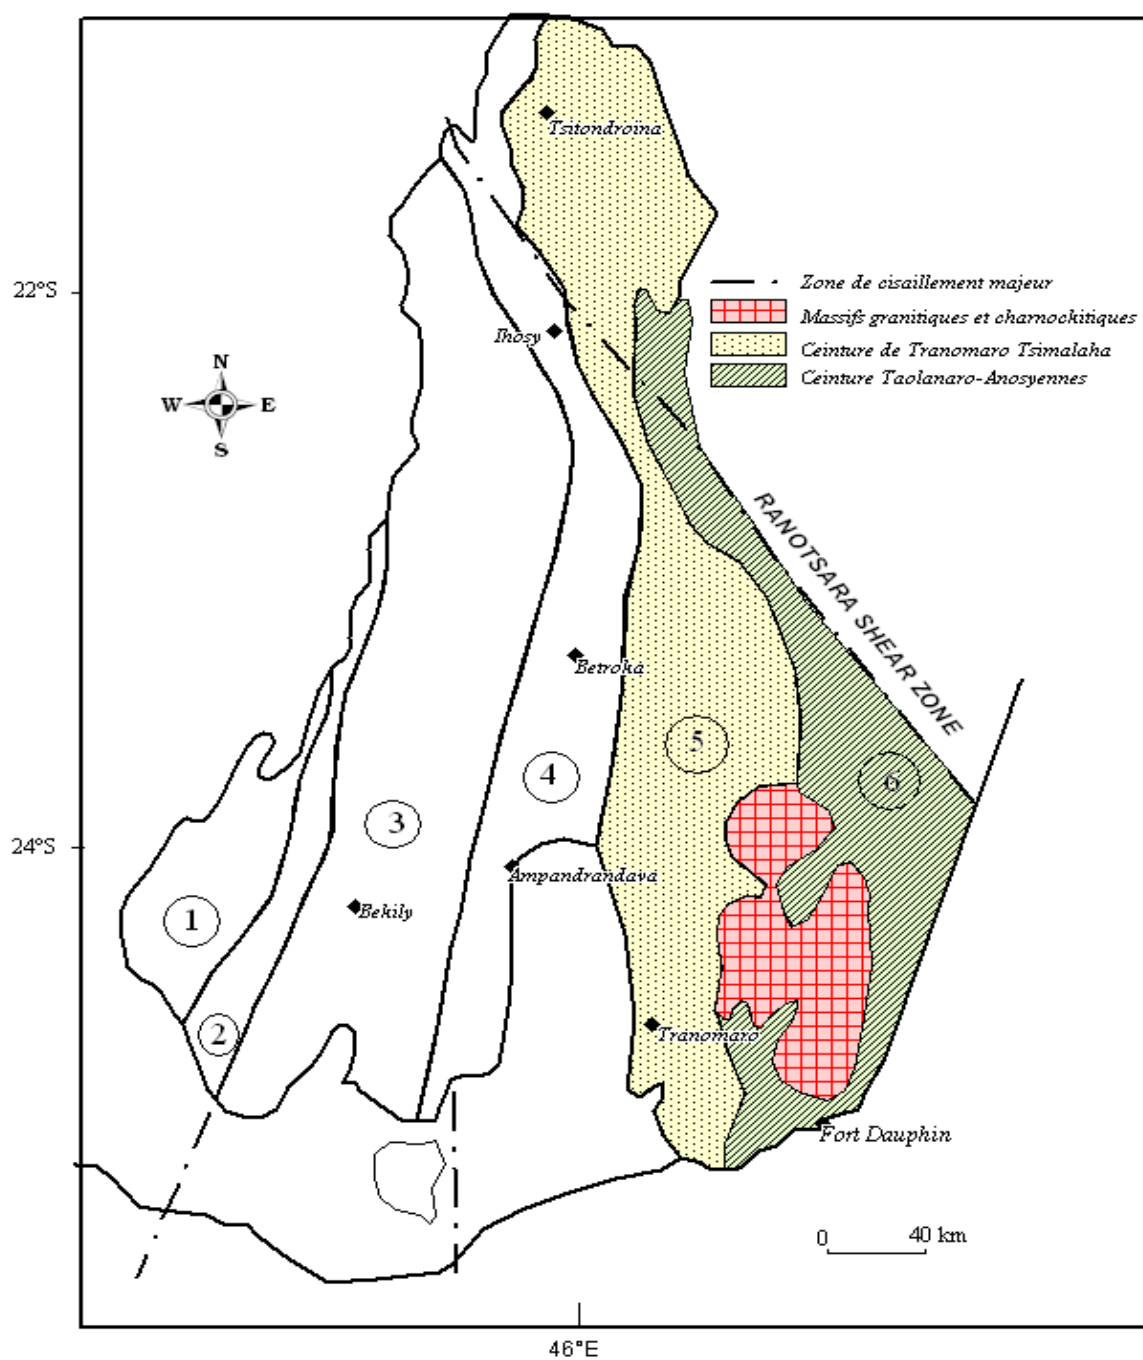 Tsitondroina
22°S
Zone de cisaillement majeur
Massifs granitiques et charnockitiques
Ceinture de Tranomaro Tsimalaha
Ceinture Taolanaro-Anosyennes
Ihosy
N
W E
S
RANOTSARA SHEAR ZONE
Betroka
5
4
6
3
24°S
Ampandrandava
Bekily
1
2
Tranomaro
Fort Dauphin
0 40 km
46°E